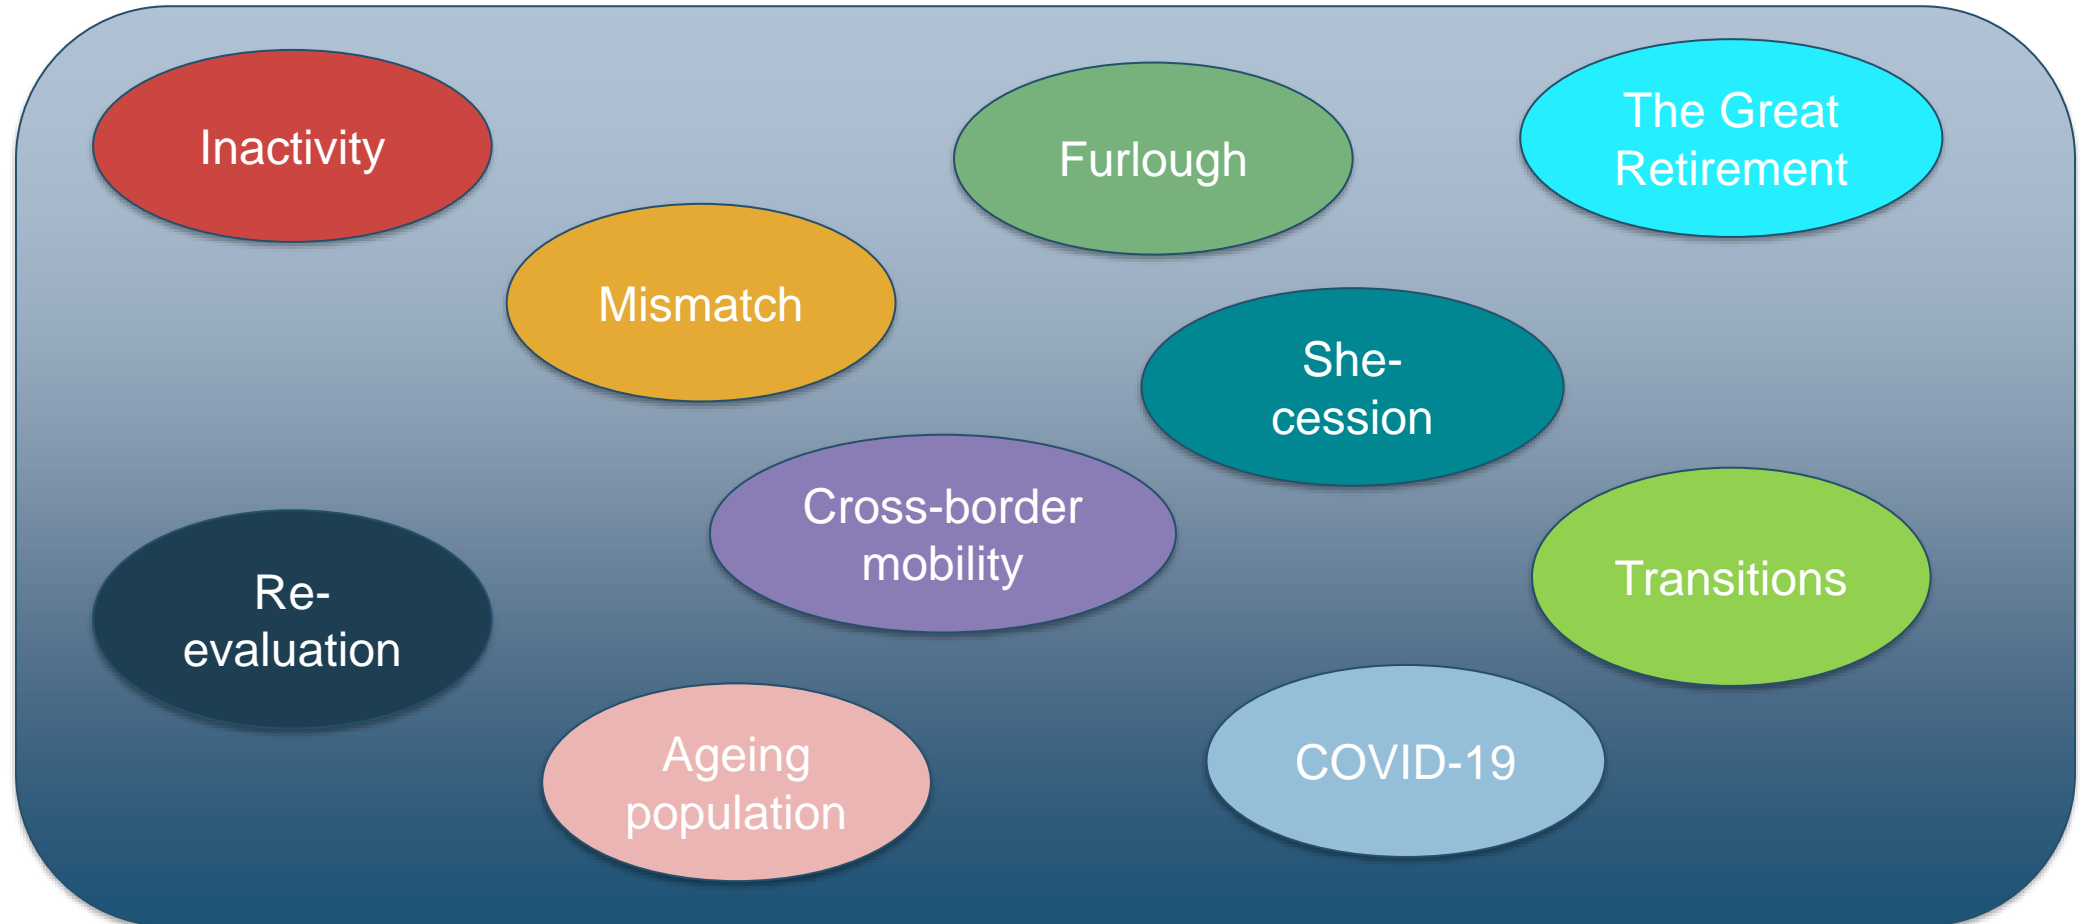 Inactivity
Furlough
The Great
Retirement
Mismatch
She-
cession
Cross-border
mobility
Re-
evaluation
Transitions
Ageing
population
COVID-19